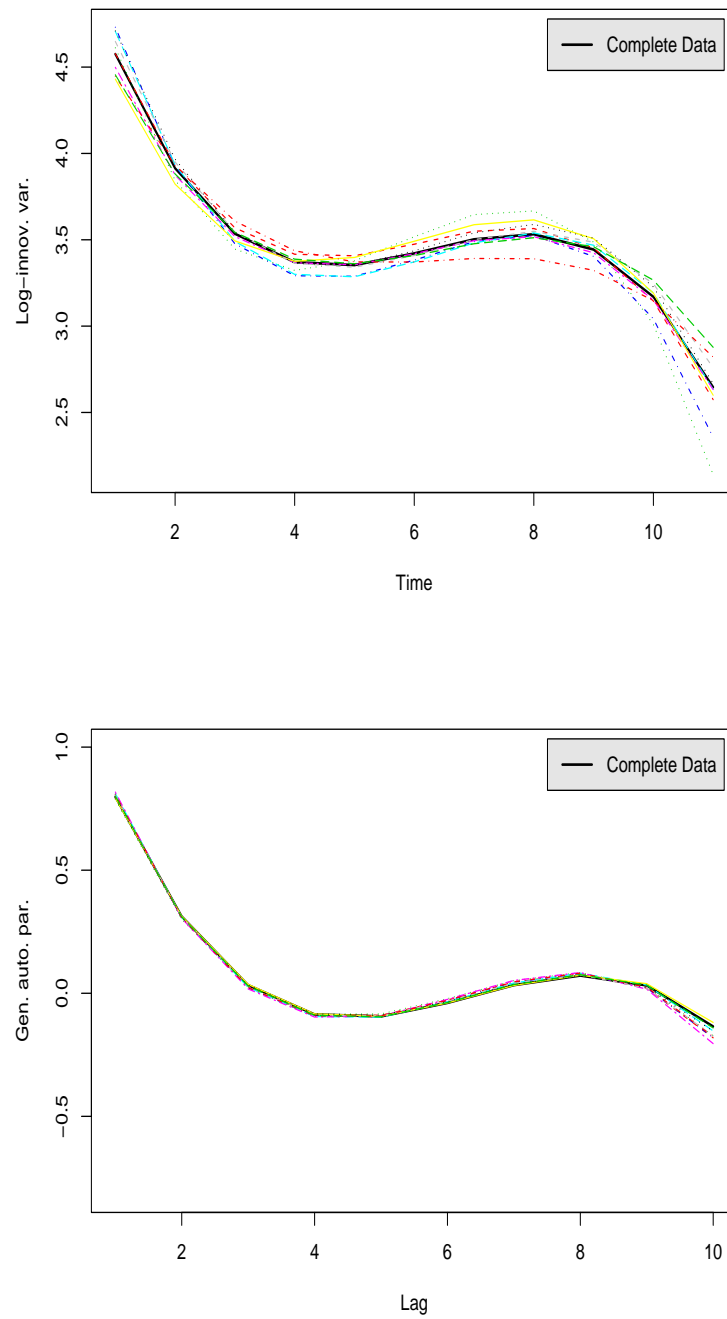 Complete Data
Log−innov. var.
4.5
4.0
3.5
3.0
2.5
2 4 6 8 10
Time
Complete Data
Gen. auto. par.
1.0
0.5
0.0
−0.5
2 4 6 8 10
Lag